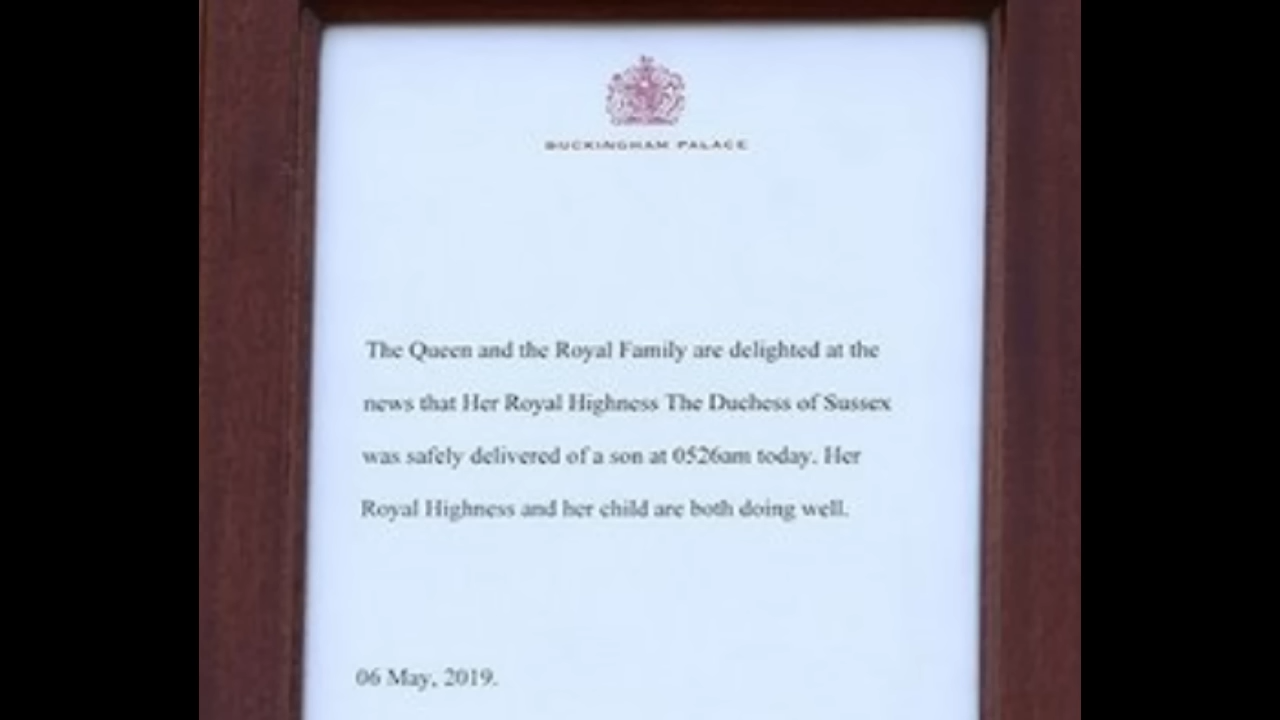 BUCKINGHAM PALACE
The Queen and the Royal Family are delighted at the
news that Her Royal Highness The Duchess of Sussex
was safely delivered of a son at 0526am today. Her
Royal Highness and her child are both doing well.
06 May, 2019.